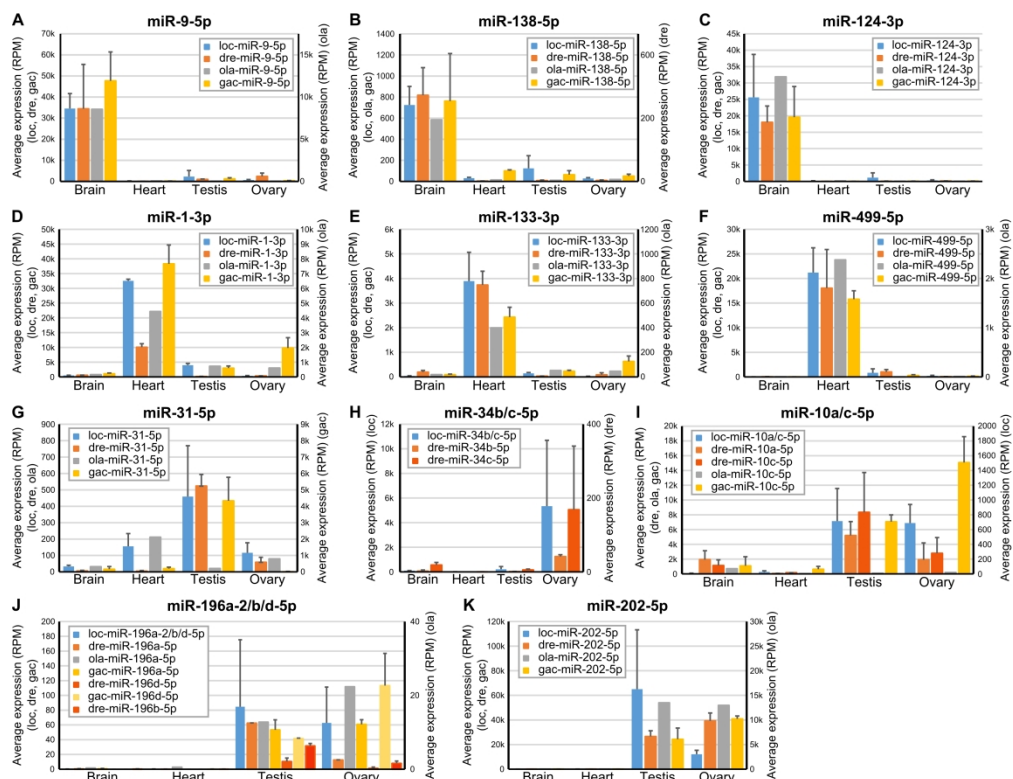 A
miR-9-5p
Average expression (RPM)
(loc, dre, gac)
70k
60k
50k
40k
30k
20k
10k
0
loc-miR-9-5p
dre-miR-9-5p
ola-miR-9-5p
gac-miR-9-5p
17k
13k
9k
4k
0
Average expression (RPM) (ola)
Brain Heart Testis Ovary
B
miR-138-5p
Average expression (RPM)
(loc, ola, gac)
1400
1200
1000
800
600
400
200
0
loc-miR-138-5p
dre-miR-138-5p
ola-miR-138-5p
gac-miR-138-5p
600
400
200
0
Average expression (RPM) (dre)
Brain Heart Testis Ovary
C
miR-124-3p
Average expression (RPM)
(loc, dre, ola, gac)
45k
40k
35k
30k
25k
20k
15k
10k
5k
0
loc-miR-124-3p
dre-miR-124-3p
ola-miR-124-3p
gac-miR-124-3p
Brain Heart Testis Ovary
D
miR-1-3p
Average expression (RPM)
(loc, dre, gac)
50k
45k
40k
35k
30k
25k
20k
15k
10k
5k
0
loc-miR-1-3p
dre-miR-1-3p
ola-miR-1-3p
gac-miR-1-3p
10k
9k
8k
7k
6k
5k
4k
3k
2k
1k
0
Average expression (RPM) (ola)
Brain Heart Testis Ovary
E
miR-133-3p
Average expression (RPM)
(loc, dre, gac)
6k
5k
4k
3k
2k
1k
0
loc-miR-133-3p
dre-miR-133-3p
ola-miR-133-3p
gac-miR-133-3p
1200
1000
800
600
400
200
0
Average expression (RPM) (ola)
Brain Heart Testis Ovary
F
miR-499-5p
Average expression (RPM)
(loc, dre, gac)
30k
25k
20k
15k
10k
5k
0
loc-miR-499-5p
dre-miR-499-5p
ola-miR-499-5p
gac-miR-499-5p
3k
2k
1k
0
Average expression (RPM) (ola)
Brain Heart Testis Ovary
G
miR-31-5p
Average expression (RPM)
(loc, dre, ola)
900
800
700
600
500
400
300
200
100
0
loc-miR-31-5p
dre-miR-31-5p
ola-miR-31-5p
gac-miR-31-5p
9k
8k
7k
6k
5k
4k
3k
2k
1k
0
Average expression (RPM) (gac)
Brain Heart Testis Ovary
H
miR-34b/c-5p
Average expression (RPM) (loc)
12k
10k
8k
6k
4k
2k
0
loc-miR-34b/c-5p
dre-miR-34b-5p
dre-miR-34c-5p
400
200
0
Average expression (RPM) (dre)
Brain Heart Testis Ovary
I
miR-10a/c-5p
Average expression (RPM)
(dre, ola, gac)
20k
18k
16k
14k
12k
10k
8k
6k
4k
2k
0
loc-miR-10a/c-5p
dre-miR-10a-5p
dre-miR-10c-5p
ola-miR-10c-5p
gac-miR-10c-5p
2000
1800
1600
1400
1200
1000
800
600
400
200
0
Average expression (RPM) (loc)
Brain Heart Testis Ovary
J
miR-196a-2/b/d-5p
Average expression (RPM)
(loc, dre, gac)
200
180
160
140
120
100
80
60
40
20
0
loc-miR-196a-2/b/d-5p
dre-miR-196a-5p
ola-miR-196a-5p
gac-miR-196a-5p
dre-miR-196d-5p
gac-miR-196d-5p
dre-miR-196b-5p
40
20
0
Average expression (RPM) (ola)
Brain Heart Testis Ovary
K
miR-202-5p
Average expression (RPM)
(loc, dre, gac)
120k
100k
80k
60k
40k
20k
0
loc-miR-202-5p
dre-miR-202-5p
ola-miR-202-5p
gac-miR-202-5p
30k
25k
20k
15k
10k
5k
0
Average expression (RPM) (ola)
Brain Heart Testis Ovary